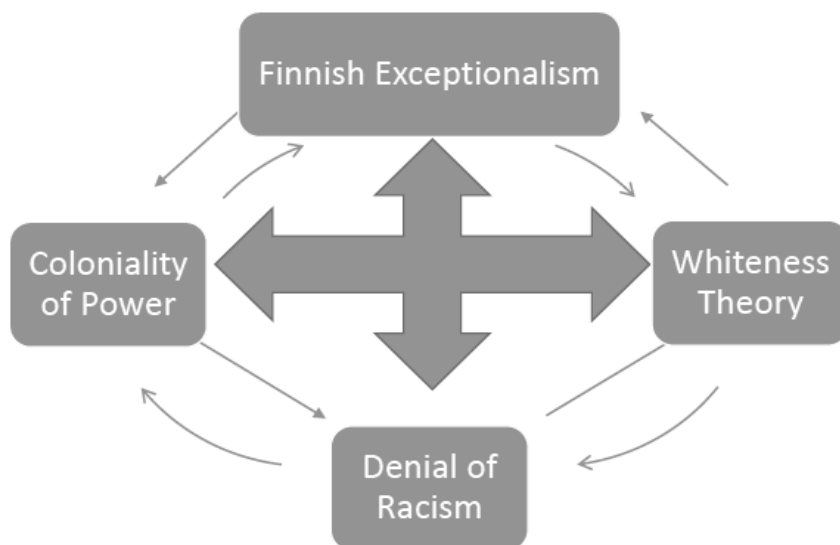 Finnish Exceptionalism
Coloniality
of Power
Whiteness
Theory
Denial of
Racism